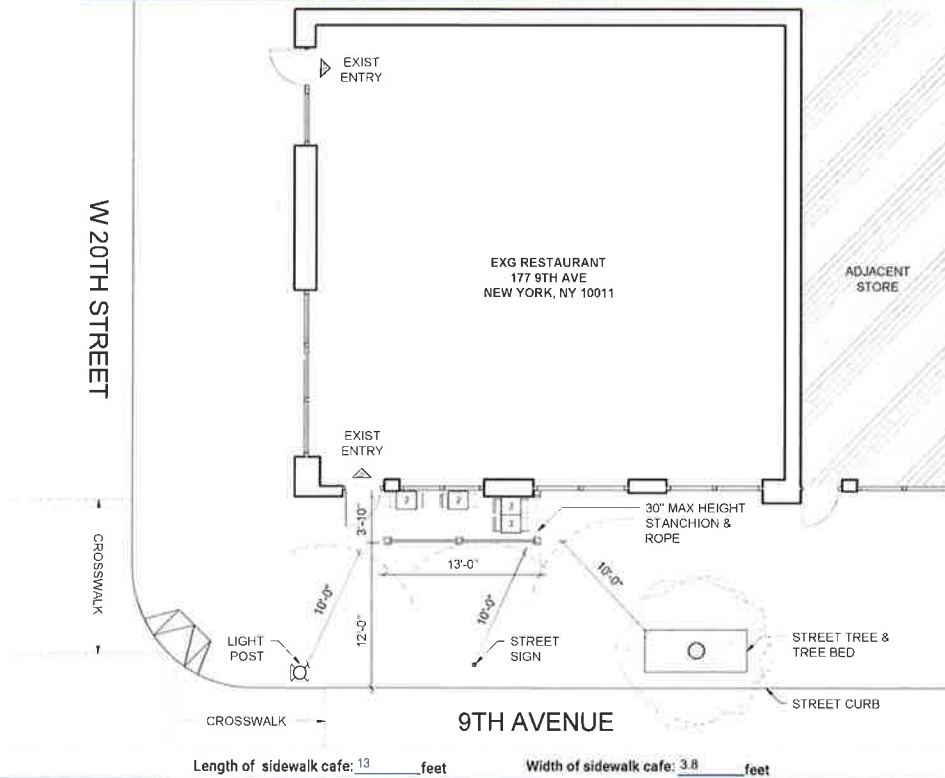 EXIST
ENTRY
W 20TH STREET
EXG RESTAURANT
177 9TH AVE
NEW YORK, NY 10011
ADJACENT
STORE
EXIST
ENTRY
2
2
2
2
30" MAX HEIGHT
STANCHION &
ROPE
3'-10"
CROSSWALK
13'-0"
10'-0"
10'-0"
10'-0"
12'-0"
LIGHT
POST
STREET
SIGN
STREET TREE &
TREE BED
STREET CURB
CROSSWALK
9TH AVENUE
Length of sidewalk cafe: 13 feet
Width of sidewalk cafe: 3.8 feet